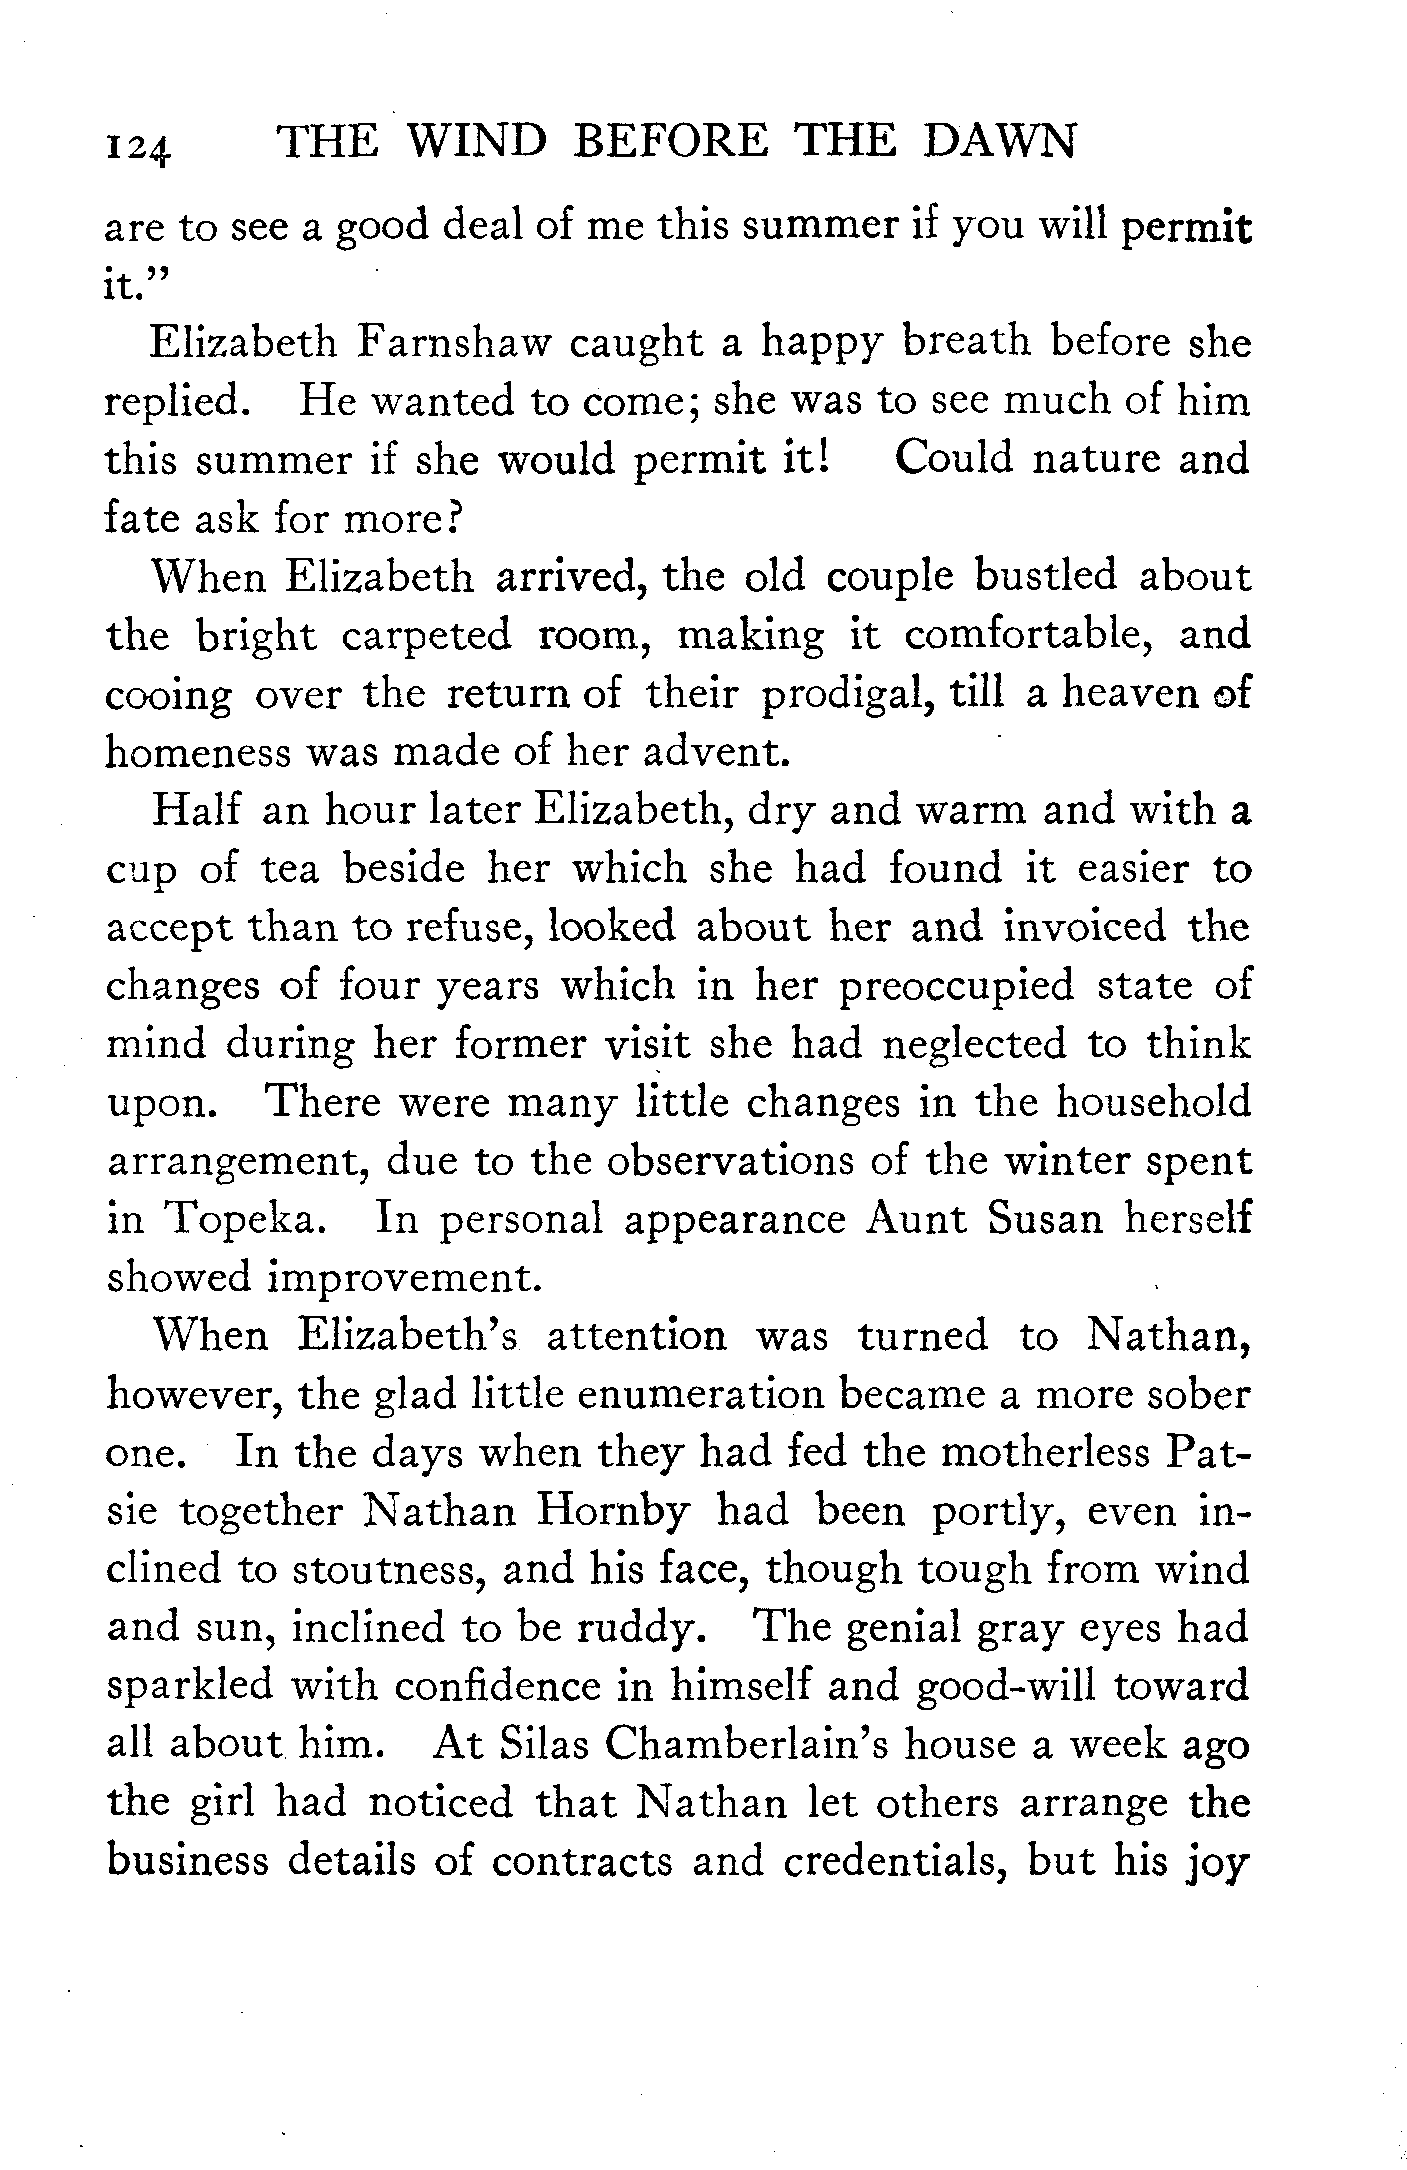 124 THE WIND BEFORE THE DAWN
are to see a good deal of me this summer if you will permit
it.”
Elizabeth Farnshaw caught a happy breath before she
replied. He wanted to come; she was to see much of him
this summer if she would permit it! Could nature and
fate ask for more?
When Elizabeth arrived, the old couple bustled about
the bright carpeted room, making it comfortable, and
cooing over the return of their prodigal, till a heaven of
homeness was made of her advent.
Half an hour later Elizabeth, dry and warm and with a
cup of tea beside her which she had found it easier to
accept than to refuse, looked about her and invoiced the
changes of four years which in her preoccupied state of
mind during her former visit she had neglected to think
upon. There were many little changes in the household
arrangement, due to the observations of the winter spent
in Topeka. In personal appearance Aunt Susan herself
showed improvement.
When Elizabeth’s attention was turned to Nathan,
however, the glad little enumeration became a more sober
one. In the days when they had fed the motherless Pat-
sie together Nathan Hornby had been portly, even in-
clined to stoutness, and his face, though tough from wind
and sun, inclined to be ruddy. The genial gray eyes had
sparkled with confidence in himself and good-will toward
all about him. At Silas Chamberlain’s house a week ago
the girl had noticed that Nathan let others arrange the
business details of contracts and credentials, but his joy